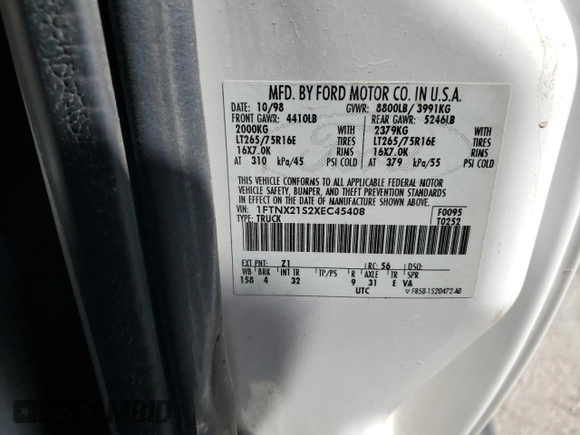 MFD. BY FORD MOTOR CO. IN U.S.A.
DATE: 10/98 GVWR: 8800LB/ 3991KG
FRONT GAWR: 4410LB REAR GAWR: 5246LB
2000KG WITH 2379KG WITH
LT265/75R16E TIRES LT265/75R16E TIRES
16X7.0K RIMS 16X7.0K RIMS
AT 310 kPa/45 PSI COLD AT 379 kPa/55 PSI COLD
THIS VEHICLE CONFORMS TO ALL APPLICABLE FEDERAL MOTOR
VEHICLE SAFETY, BUMPER, AND THEFT PREVENTION STANDARDS
IN EFFECT ON THE DATE OF MANUFACTURE SHOWN ABOVE.
VIN: 1FTNX21S2XEC45408 F0095
TYPE: TRUCK T0252
EXT PNT: Z1 RC: 56 DSO:
WB BRK INT TR TP/PS R AXLE TR SPR
158 4 32 9 31 E VA
UTC F85B-1520472-AB